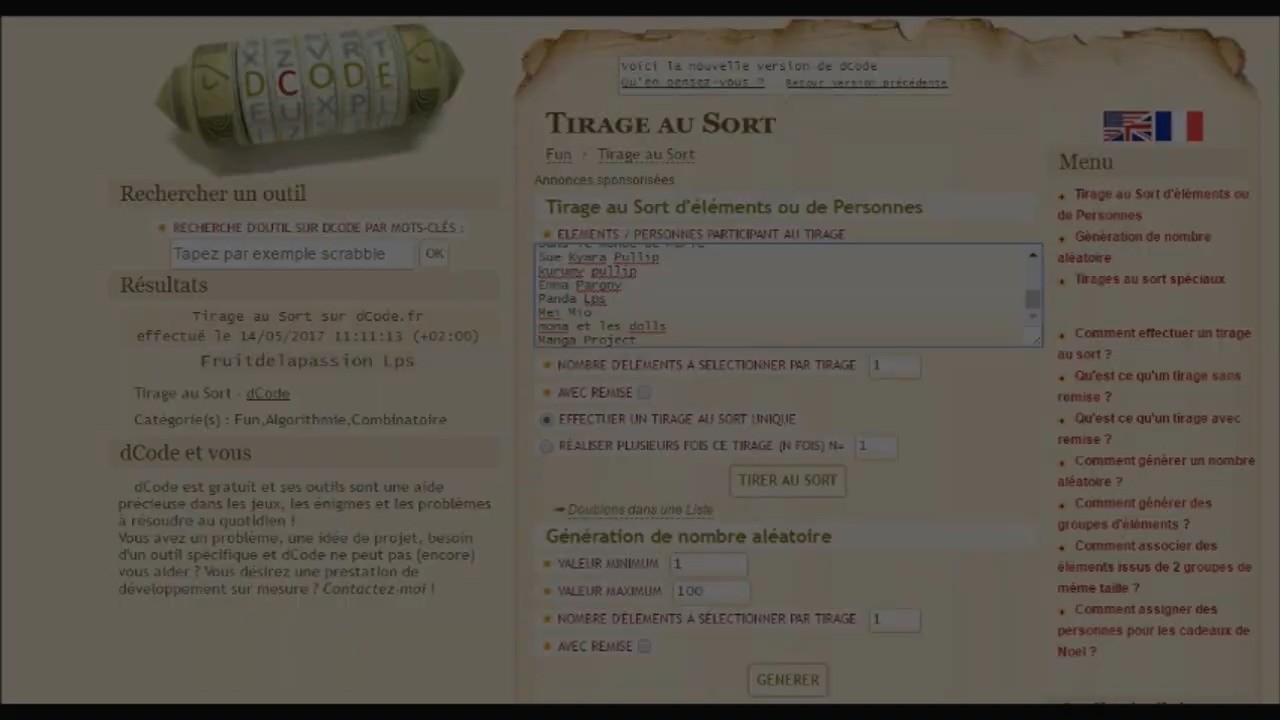 DCODE
Rechercher un outil
RECHERCHE D'OUTIL SUR DCODE PAR MOTS-CLÉS :
Tapez par exemple scrabble
OK
Résultats
Tirage au Sort sur dCode.fr
effectué le 14/05/2017 11:11:13 (+02:00)
Fruitdelapassion Lps
Tirage au Sort - dCode
Catégorie(s) : Fun,Algorithmie,Combinatoire
dCode et vous
dCode est gratuit et ses outils sont une aide
précieuse dans les jeux, les énigmes et les problèmes
à résoudre au quotidien !
Vous avez un problème, une idée de projet, besoin
d'un outil spécifique et dCode ne peut pas (encore)
vous aider ? Vous désirez une prestation de
développement sur mesure ? Contactez-moi !
voici la nouvelle version de dCode
Qu'en pensez-vous ? Retour version précédente
TIRAGE AU SORT
Fun › Tirage au Sort
Annonces sponsorisées
Tirage au Sort d'éléments ou de Personnes
ELEMENTS / PERSONNES PARTICIPANT AU TIRAGE
Sue Kyara Pullip
kurumy pullip
Emma Parony
Panda Lps
Mei Mio
mona et les dolls
Manga Project
NOMBRE D'ÉLÉMENTS A SÉLECTIONNER PAR TIRAGE 1
AVEC REMISE
EFFECTUER UN TIRAGE AU SORT UNIQUE
RÉALISER PLUSIEURS FOIS CE TIRAGE (N FOIS) N= 1
TIRER AU SORT
Doublons dans une Liste
Génération de nombre aléatoire
VALEUR MINIMUM 1
VALEUR MAXIMUM 100
NOMBRE D'ÉLÉMENTS A SÉLECTIONNER PAR TIRAGE 1
AVEC REMISE
GÉNÉRER
Menu
Tirage au Sort d'éléments ou
de Personnes
Génération de nombre
aléatoire
Tirages au sort spéciaux
Comment effectuer un tirage
au sort ?
Qu'est ce qu'un tirage sans
remise ?
Qu'est ce qu'un tirage avec
remise ?
Comment générer un nombre
aléatoire ?
Comment générer des
groupes d'éléments ?
Comment associer des
éléments issus de 2 groupes de
même taille ?
Comment assigner des
personnes pour les cadeaux de
Noel ?